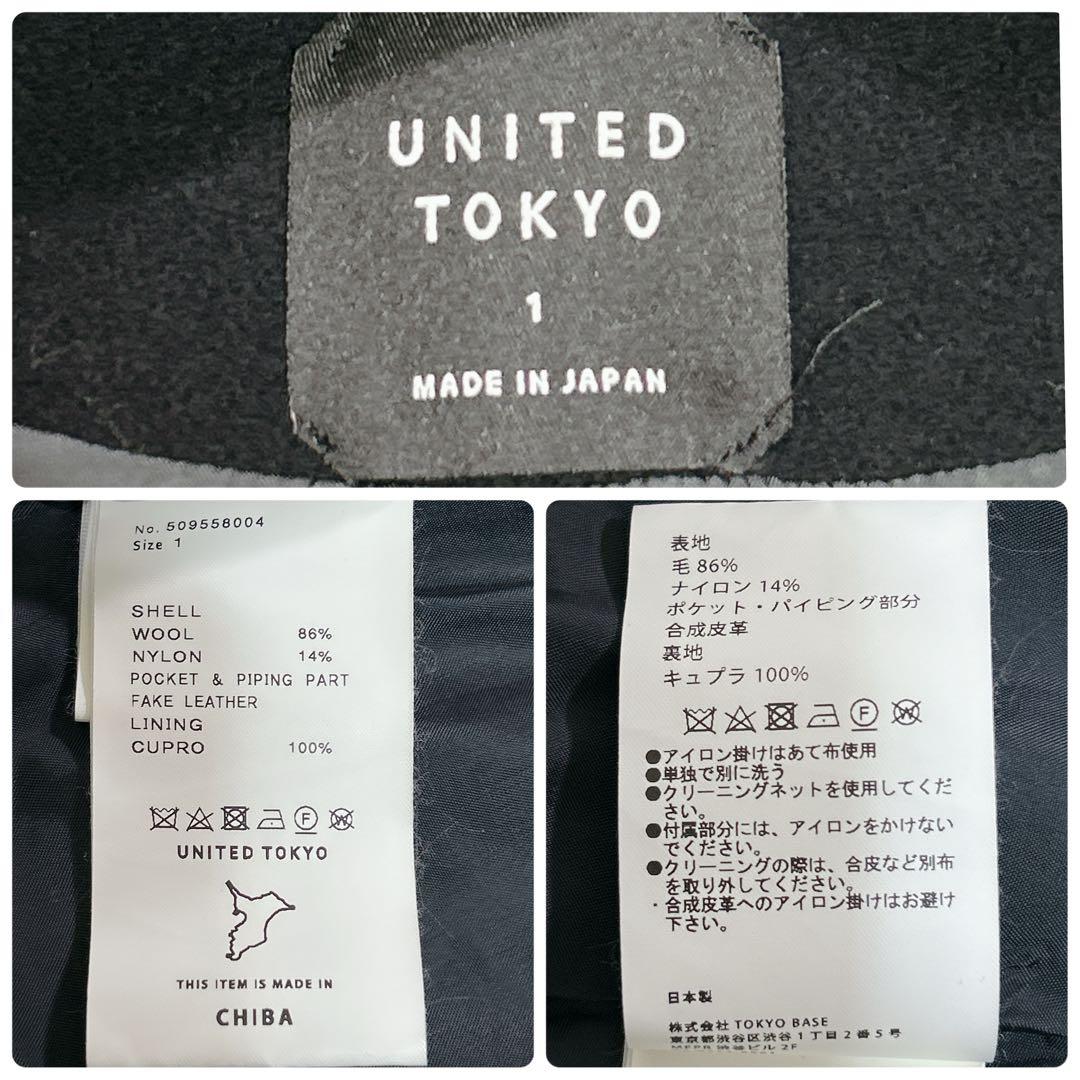 UNITED
TOKYO
1
MADE IN JAPAN
No. 509558004
Size 1
SHELL
WOOL 86%
NYLON 14%
POCKET & PIPING PART
FAKE LEATHER
LINING
CUPRO 100%
F W
UNITED TOKYO
THIS ITEM IS MADE IN
CHIBA
表地
毛 86%
ナイロン 14%
ポケット・パイピング部分
合成皮革
裏地
キュプラ 100%
F W
●アイロン掛けはあて布使用
●単独で別に洗う
●クリーニングネットを使用してくだ
さい。
●付属部分には、アイロンをかけない
でください。
●クリーニングの際は、合皮など別布
を取り外してください。
・合成皮革へのアイロン掛けはお避け
下さい。
日本製
株式会社 TOKYO BASE
東京都渋谷区渋谷1丁目2番5号
渋谷ビル 2F